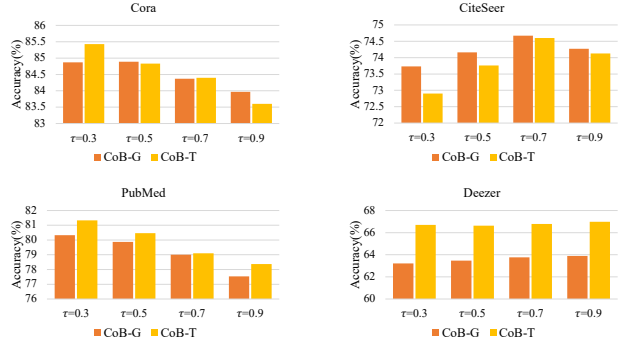 Cora
Accuracy(%)
86
85.5
85
84.5
84
83.5
83
τ=0.3 τ=0.5 τ=0.7 τ=0.9
CoB-G CoB-T
CiteSeer
Accuracy(%)
75
74.5
74
73.5
73
72.5
72
τ=0.3 τ=0.5 τ=0.7 τ=0.9
CoB-G CoB-T
PubMed
Accuracy(%)
81
82
80
79
78
77
76
τ=0.3 τ=0.5 τ=0.7 τ=0.9
CoB-G CoB-T
Deezer
Accuracy(%)
68
66
64
62
60
τ=0.3 τ=0.5 τ=0.7 τ=0.9
CoB-G CoB-T